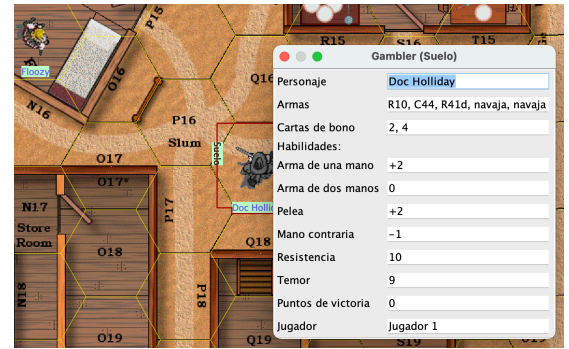 P15
R15
S16
T15
Floozy
O16
Q16
N16
P16
Slum
Suelo
O17
O17*
N17
Store
Room
P17
O18
Q18
N18
P18
O19
Q19
S19
Gambler (Suelo)
Personaje Doc Holliday
Armas R10, C44, R41d, navaja, navaja
Cartas de bono 2, 4
Habilidades:
Arma de una mano +2
Arma de dos manos 0
Pelea +2
Mano contraria -1
Resistencia 10
Temor 9
Puntos de victoria 0
Jugador Jugador 1